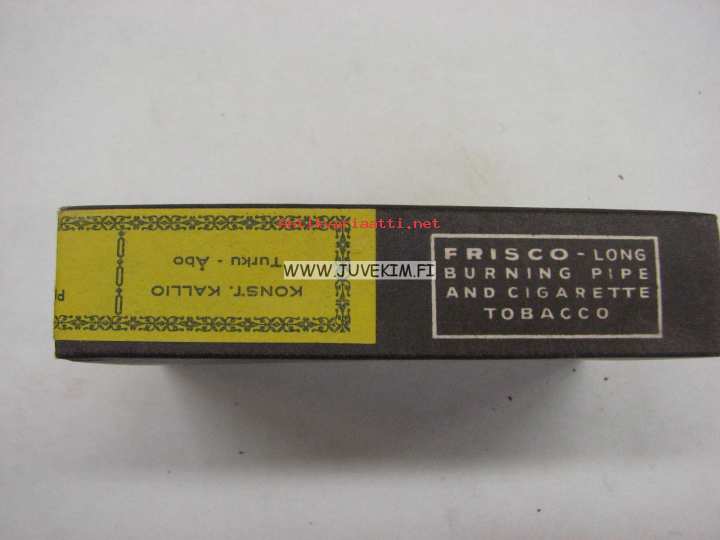 Antikvariaatti.net
WWW.JUVEKIM.FI
KONST. KALLIO
Turku - Åbo
FRISCO - LONG
BURNING PIPE
AND CIGARETTE
TOBACCO